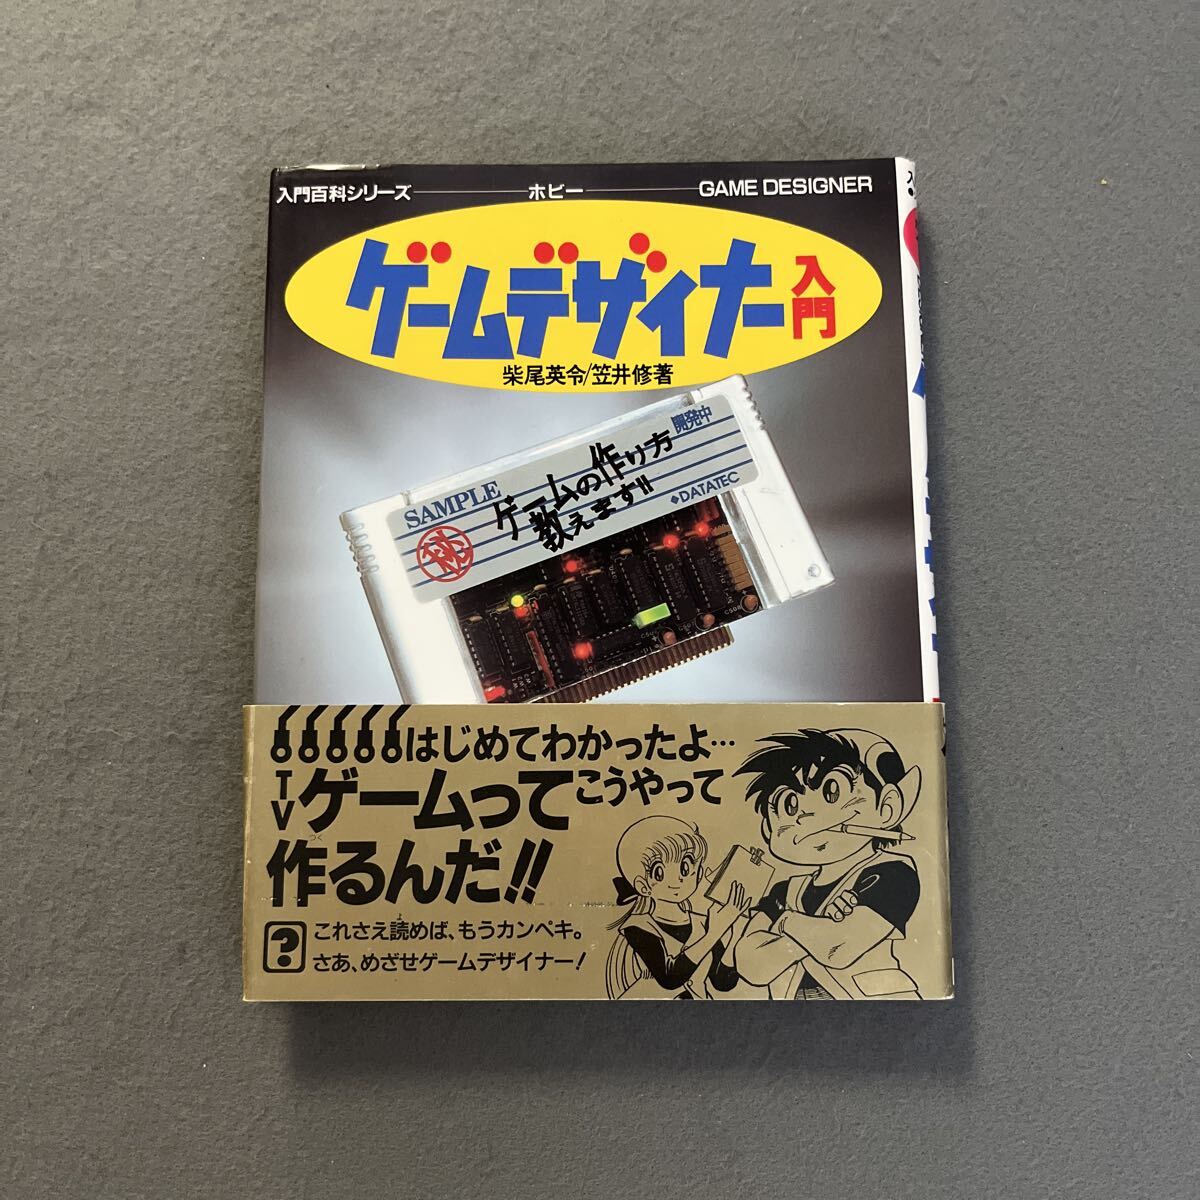 入門百科シリーズ ホビー GAME DESIGNER
ゲームデザイナー入門
柴尾英令/笠井修著
SAMPLE
開発中
ゲームの作り方
教えます!!
◆DATATEC
はじめてわかったよ…
TVゲームってこうやって
作るんだ!!
つく
これさえ読めば、もうカンペキ。
よ
さあ、めざせゲームデザイナー!
?